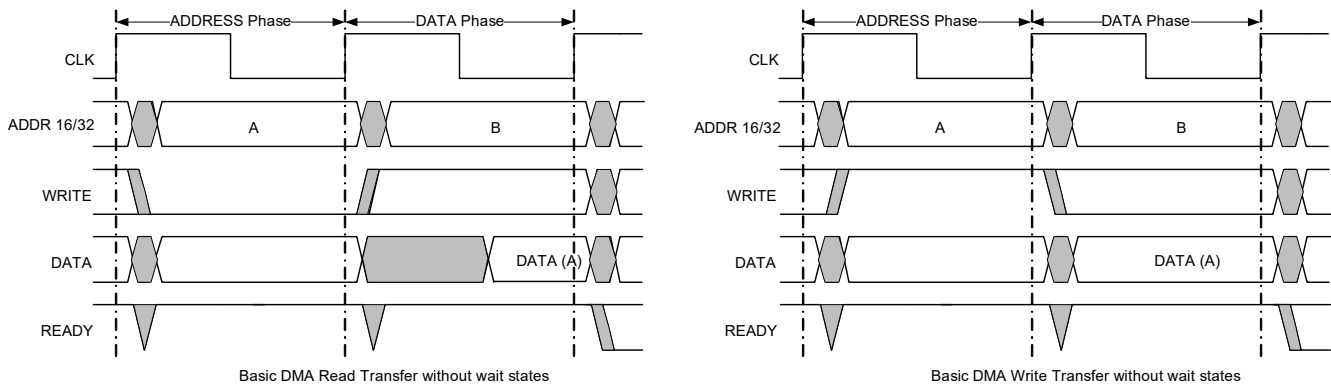 ADDRESS Phase DATA Phase
CLK
ADDR 16/32 A B
WRITE
DATA DATA (A)
READY
Basic DMA Read Transfer without wait states
ADDRESS Phase DATA Phase
CLK
ADDR 16/32 A B
WRITE
DATA DATA (A)
READY
Basic DMA Write Transfer without wait states